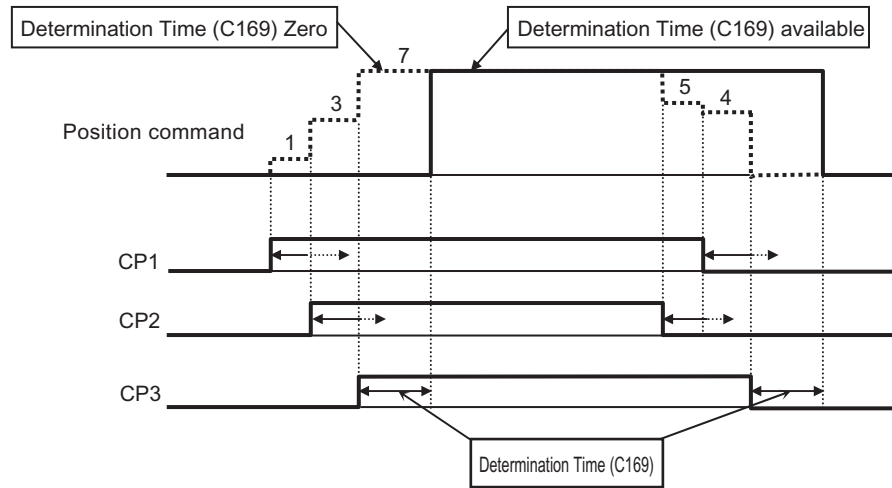 Determination Time (C169) Zero
Determination Time (C169) available
7
3
5
4
Position command
1
CP1
CP2
CP3
Determination Time (C169)